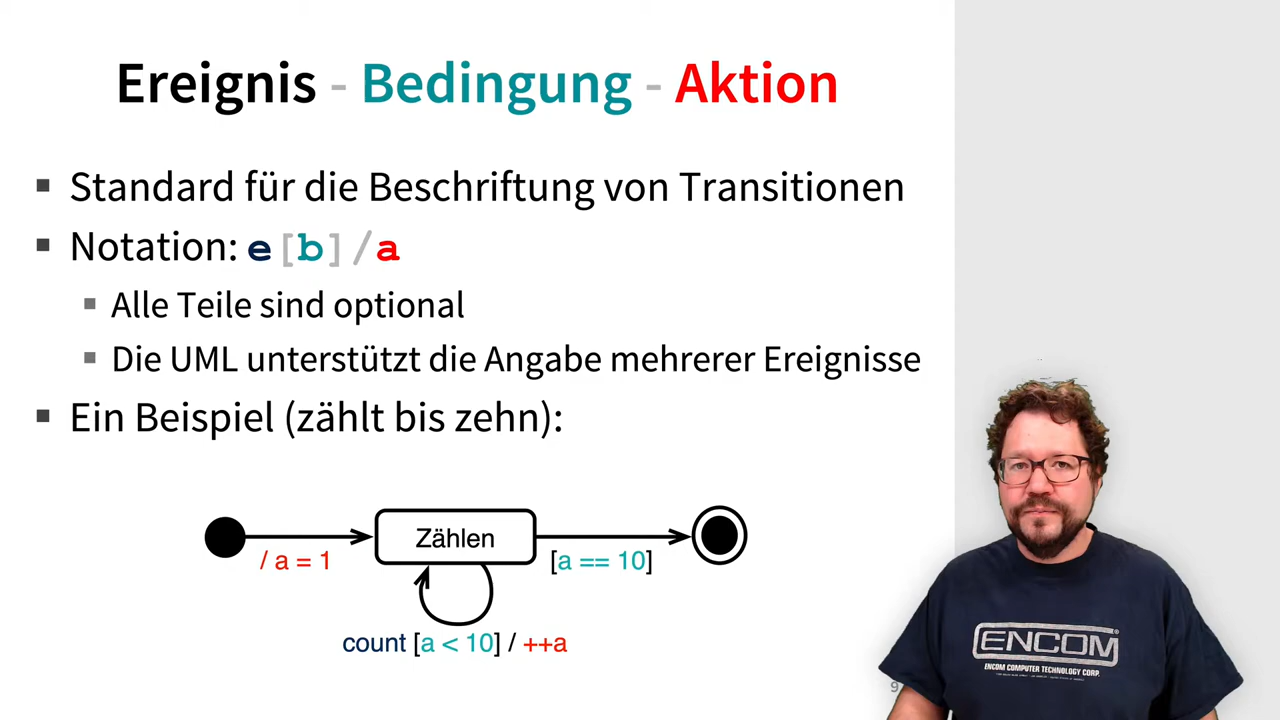 Ereignis - Bedingung - Aktion
Standard für die Beschriftung von Transitionen
Notation: e[b]/a
Alle Teile sind optional
Die UML unterstützt die Angabe mehrerer Ereignisse
Ein Beispiel (zählt bis zehn):
Zählen
/ a = 1
[a == 10]
count [a < 10] / ++a
ENCOM
ENCOM COMPUTER TECHNOLOGY CORP.
9